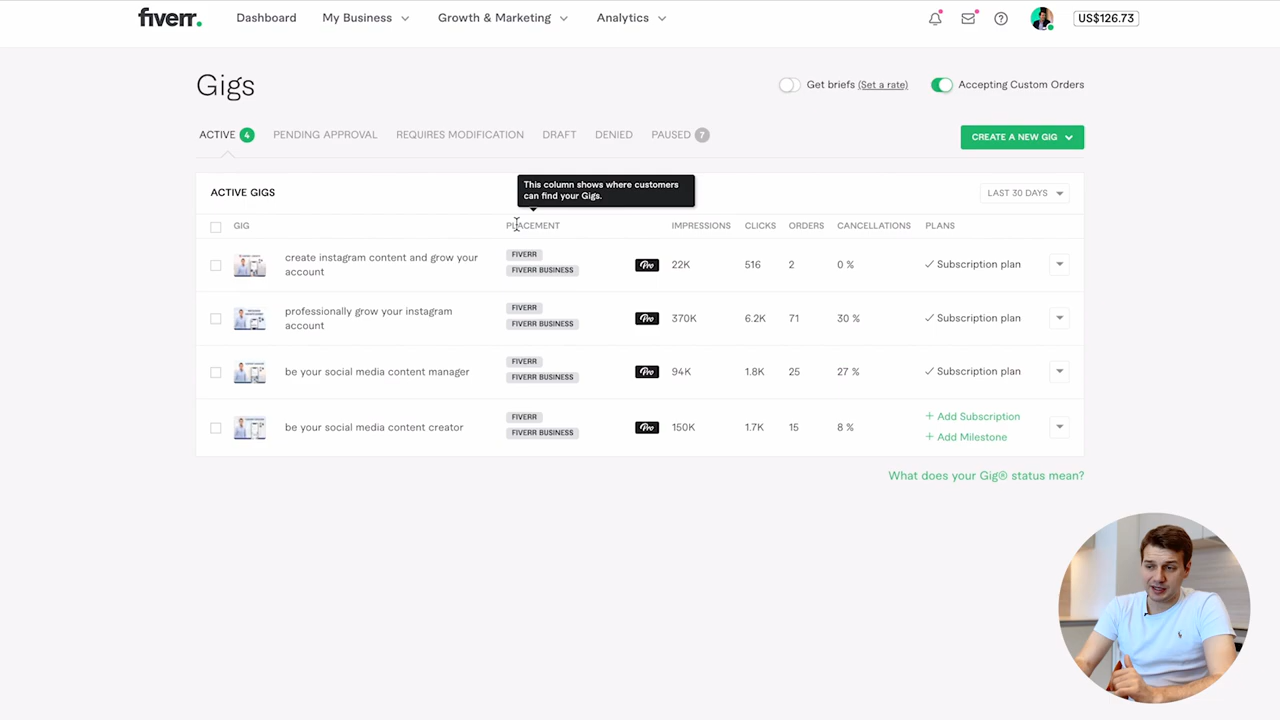 fiverr.
Dashboard
My Business
Growth & Marketing
Analytics
US$126.73
Gigs
Get briefs (Set a rate)
Accepting Custom Orders
ACTIVE 4
PENDING APPROVAL
REQUIRES MODIFICATION
DRAFT
DENIED
PAUSED 7
CREATE A NEW GIG
ACTIVE GIGS
This column shows where customers
can find your Gigs.
LAST 30 DAYS
GIG
PLACEMENT
IMPRESSIONS
CLICKS
ORDERS
CANCELLATIONS
PLANS
create instagram content and grow your
account
FIVERR
FIVERR BUSINESS
Pro
22K
516
2
0 %
Subscription plan
professionally grow your instagram
account
FIVERR
FIVERR BUSINESS
Pro
370K
6.2K
71
30 %
Subscription plan
be your social media content manager
FIVERR
FIVERR BUSINESS
Pro
94K
1.8K
25
27 %
Subscription plan
be your social media content creator
FIVERR
FIVERR BUSINESS
Pro
150K
1.7K
15
8 %
+ Add Subscription
+ Add Milestone
What does your Gig® status mean?